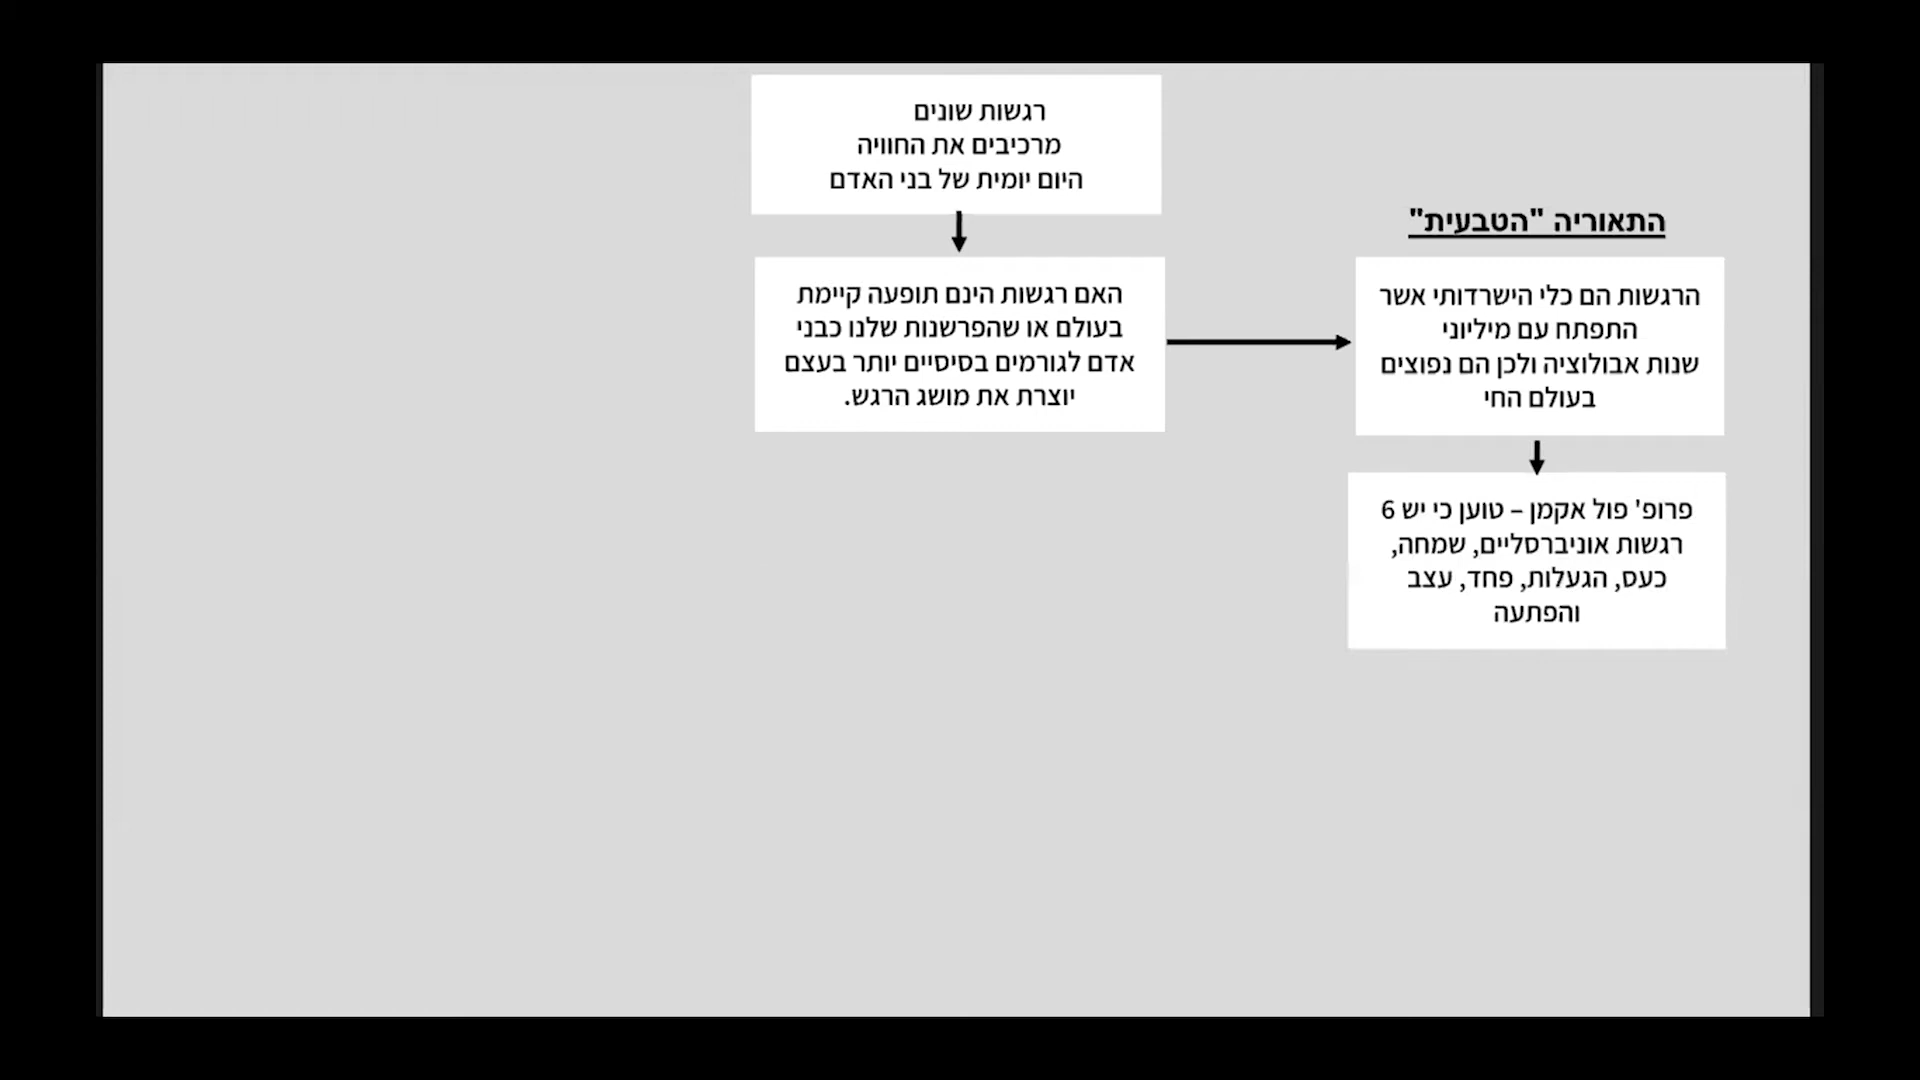 רגשות שונים
מרכיבים את החוויה
היום יומית של בני האדם
האם רגשות הינם תופעה קיימת
בעולם או שהפרשנות שלנו כבני
אדם לגורמים בסיסיים יותר בעצם
יוצרת את מושג הרגש.
התאוריה "הטבעית"
הרגשות הם כלי הישרדותי אשר
התפתח עם מיליוני
שנות אבולוציה ולכן הם נפוצים
בעולם החי
פרופ' פול אקמן – טוען כי יש 6
רגשות אוניברסליים, שמחה,
כעס, הגעלות, פחד, עצב
והפתעה